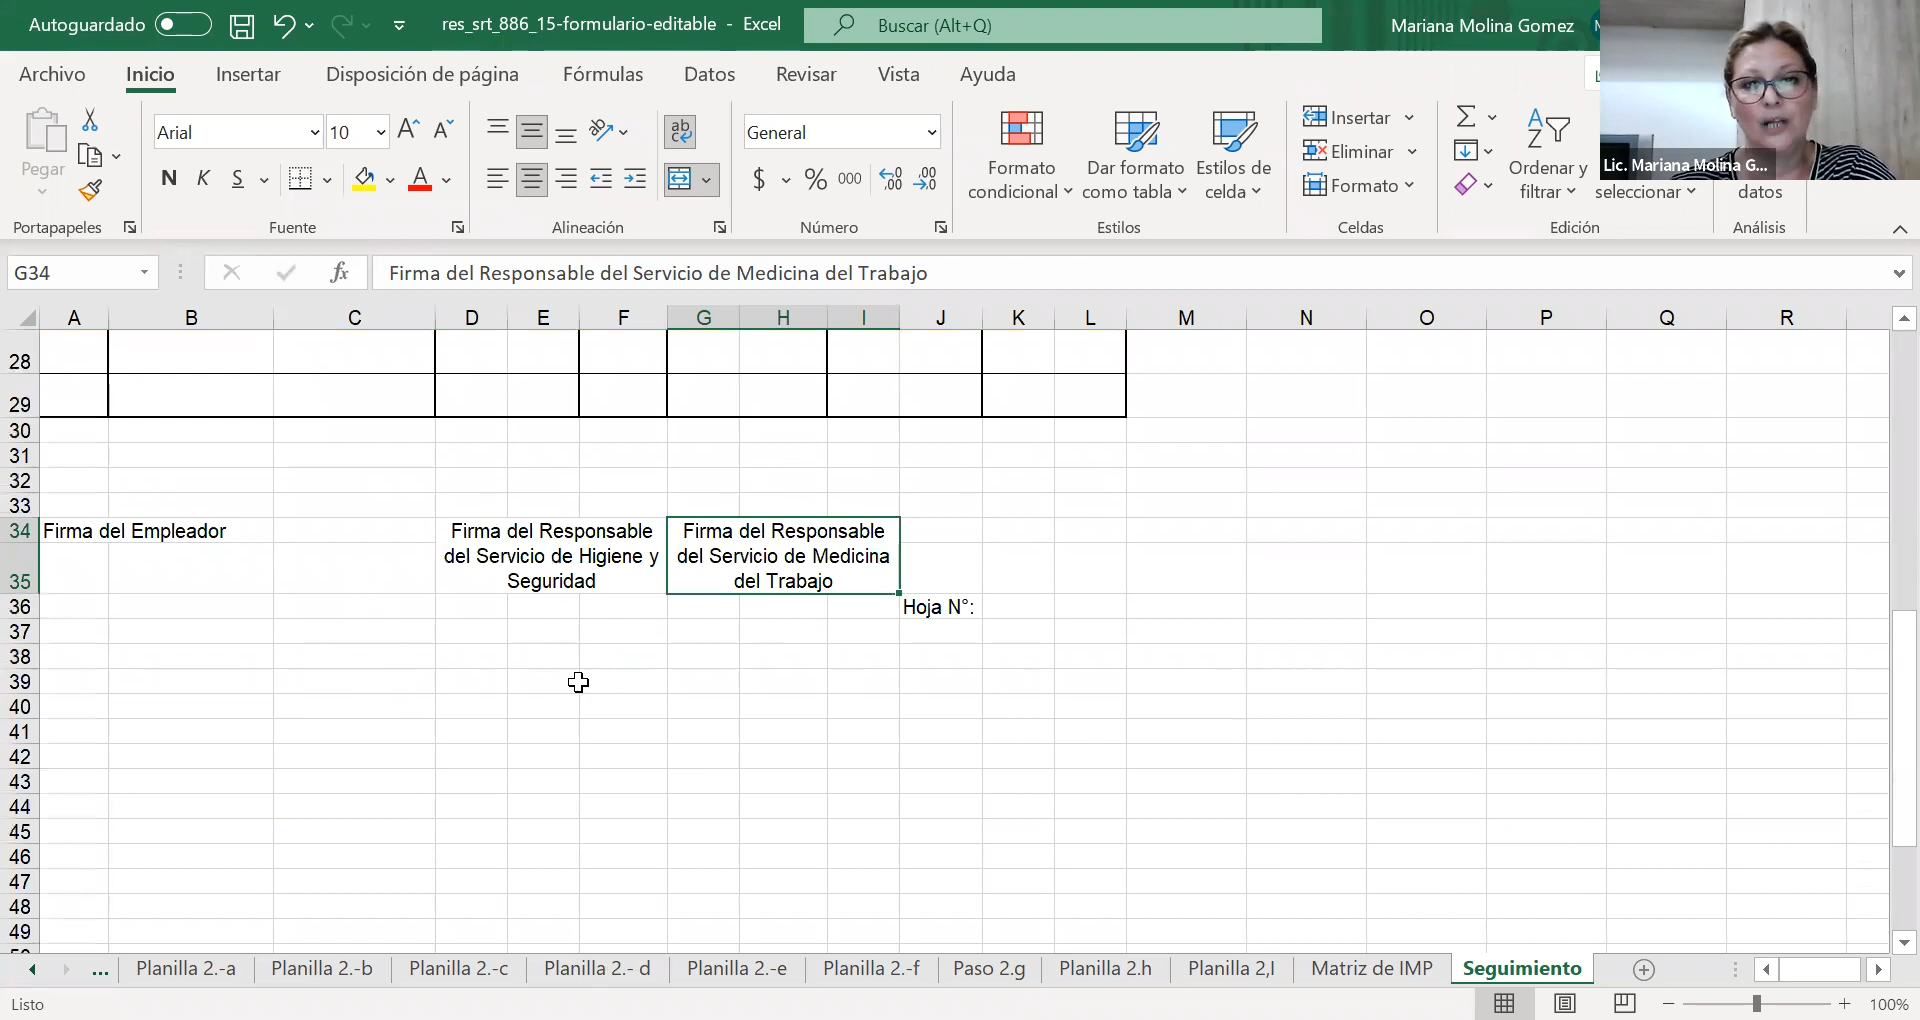 Autoguardado
res_srt_886_15-formulario-editable - Excel
Buscar (Alt+Q)
Mariana Molina Gomez
Archivo Inicio Insertar Disposición de página Fórmulas Datos Revisar Vista Ayuda
Lic. Mariana Molina G...
Pegar
Arial 10
N K S
General
$ % 000
Formato condicional
Dar formato como tabla
Estilos de celda
Insertar
Eliminar
Formato
Ordenar y filtrar
seleccionar
datos
Portapapeles Fuente Alineación Número Estilos Celdas Edición Análisis
G34
fx
Firma del Responsable del Servicio de Medicina del Trabajo
A B C D E F G H I J K L M N O P Q R
28
29
30
31
32
33
34
35
36
37
38
39
40
41
42
43
44
45
46
47
48
49
Firma del Empleador
Firma del Responsable
del Servicio de Higiene y
Seguridad
Firma del Responsable
del Servicio de Medicina
del Trabajo
Hoja N°:
... Planilla 2.-a Planilla 2.-b Planilla 2.-c Planilla 2.- d Planilla 2.-e Planilla 2.-f Paso 2.g Planilla 2.h Planilla 2,I Matriz de IMP Seguimiento
Listo
100%